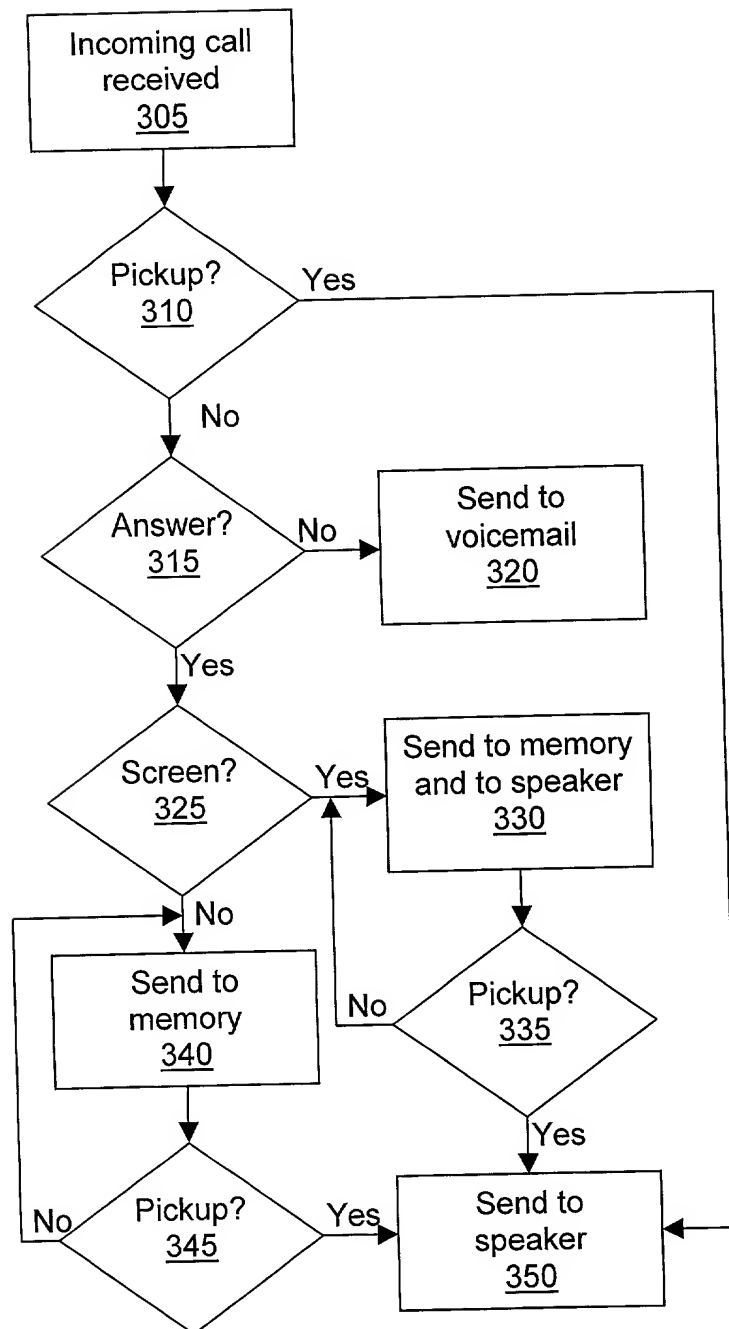 Incoming call
received
305
Pickup?
310
Yes
No
Answer?
315
No
Send to
voicemail
320
Yes
Screen?
325
Yes
Send to memory
and to speaker
330
No
Send to
memory
340
No
Pickup?
335
Yes
No
Pickup?
345
Yes
Send to
speaker
350